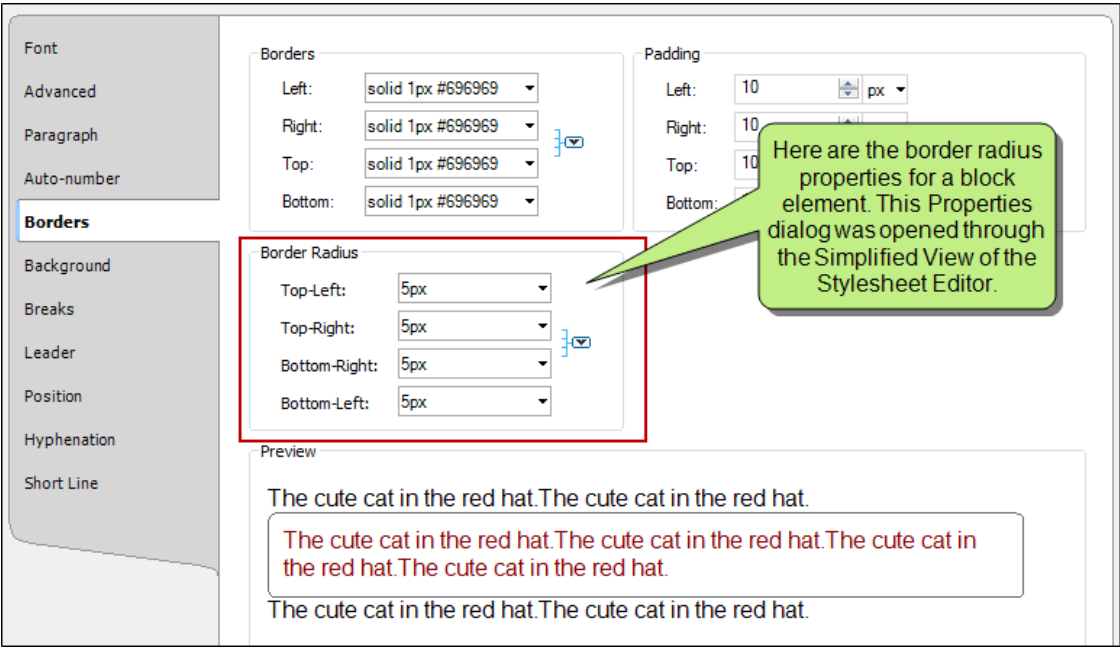 Font
Advanced
Paragraph
Auto-number
Borders
Background
Breaks
Leader
Position
Hyphenation
Short Line
Borders
Left: solid 1px #696969
Right: solid 1px #696969
Top: solid 1px #696969
Bottom: solid 1px #696969
Padding
Left: 10 px
Right: 10
Top: 10
Bottom:
Here are the border radius
properties for a block
element. This Properties
dialog was opened through
the Simplified View of the
Stylesheet Editor.
Border Radius
Top-Left: 5px
Top-Right: 5px
Bottom-Right: 5px
Bottom-Left: 5px
Preview
The cute cat in the red hat.The cute cat in the red hat.
The cute cat in the red hat.The cute cat in the red hat.The cute cat in
the red hat.The cute cat in the red hat.
The cute cat in the red hat.The cute cat in the red hat.